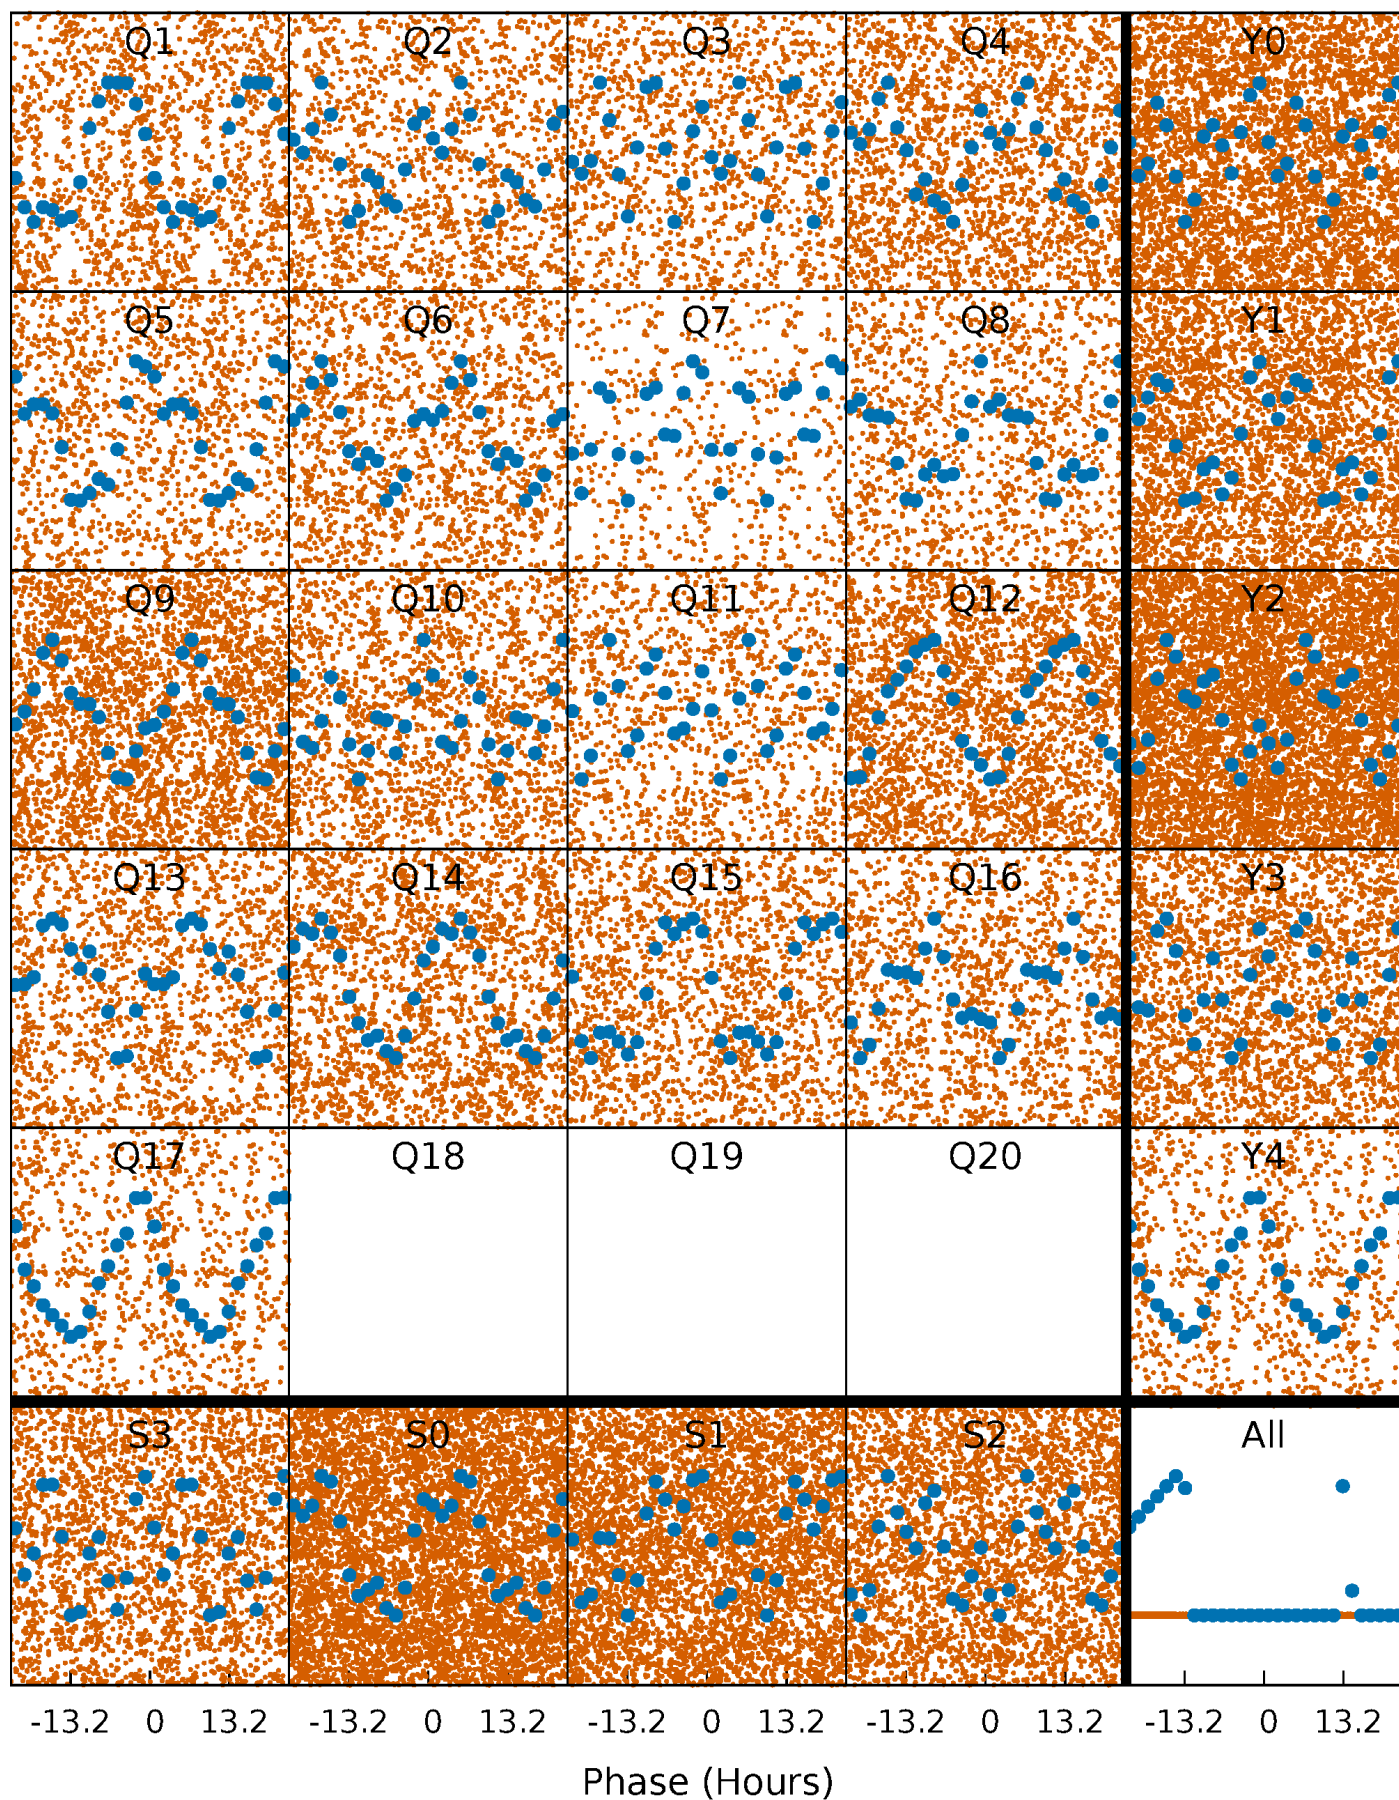 Q1 Q2 Q3 Q4 Y0
Q5 Q6 Q7 Q8 Y1
Q9 Q10 Q11 Q12 Y2
Q13 Q14 Q15 Q16 Y3
Q17 Q18 Q19 Q20 Y4
S3 S0 S1 S2 All
-13.2 0 13.2 -13.2 0 13.2 -13.2 0 13.2 -13.2 0 13.2 -13.2 0 13.2
Phase (Hours)